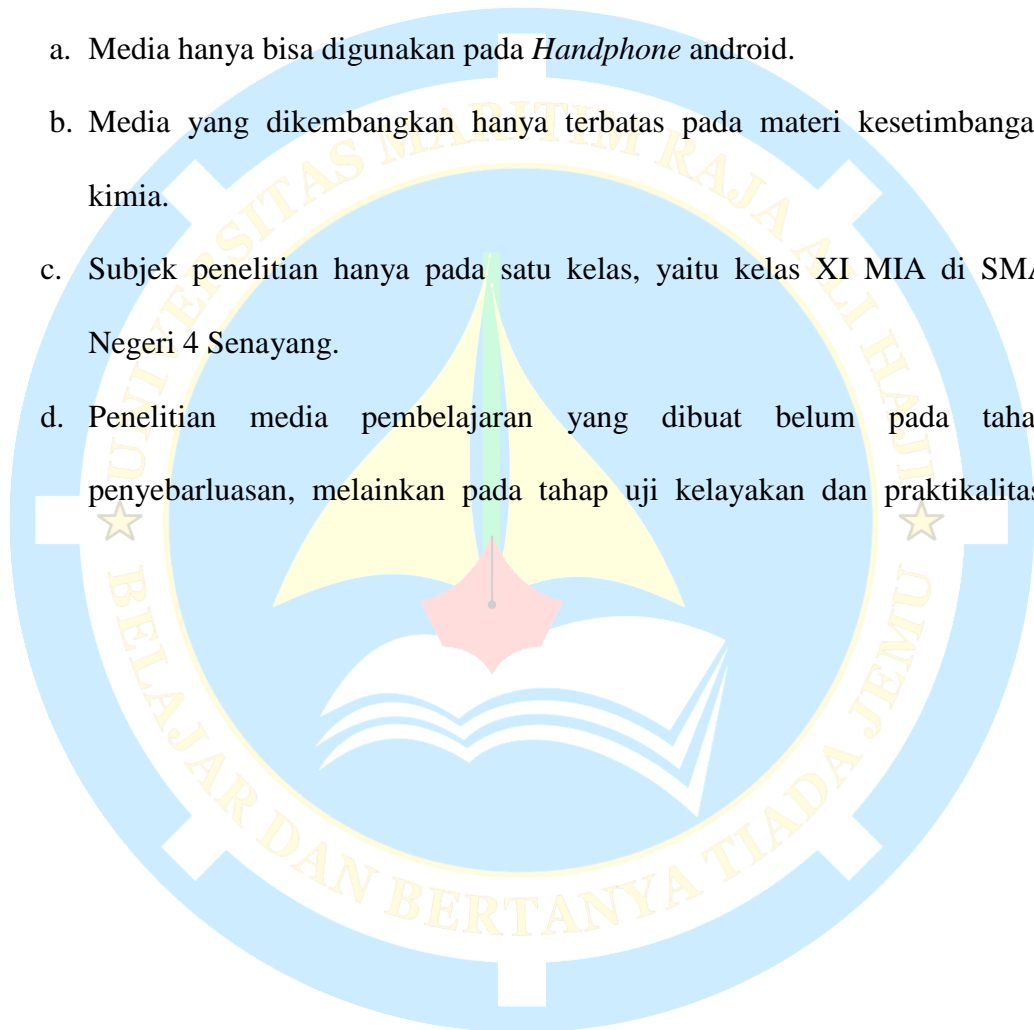 a. Media hanya bisa digunakan pada Handphone android.
b. Media yang dikembangkan hanya terbatas pada materi kesetimbanga
kimia.
c. Subjek penelitian hanya pada satu kelas, yaitu kelas XI MIA di SMA
Negeri 4 Senayang.
d. Penelitian media pembelajaran yang dibuat belum pada taha
penyebarluasan, melainkan pada tahap uji kelayakan dan praktikalitas
UNIVERSITAS MARITIM RAJA ALI HAJI
BELAJAR DAN BERTANYA TIADA JEMU